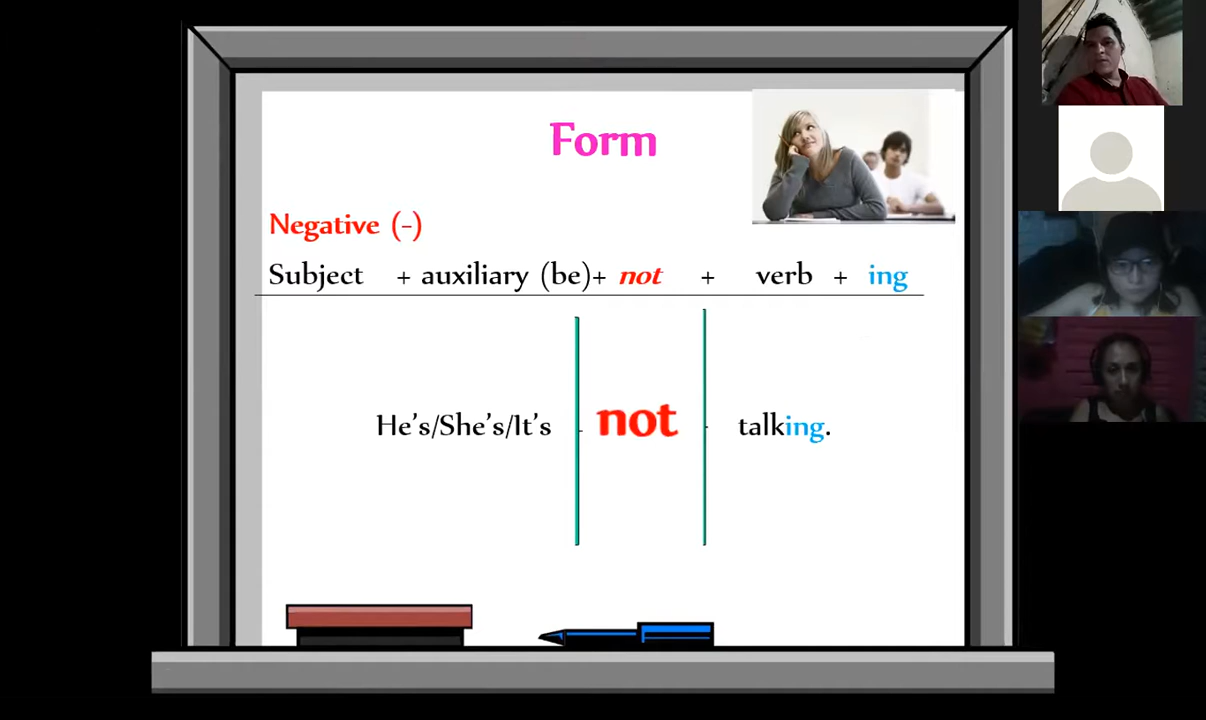 Form
Negative (-)
Subject + auxiliary (be)+ not + verb + ing
He's/She's/It's not talking.